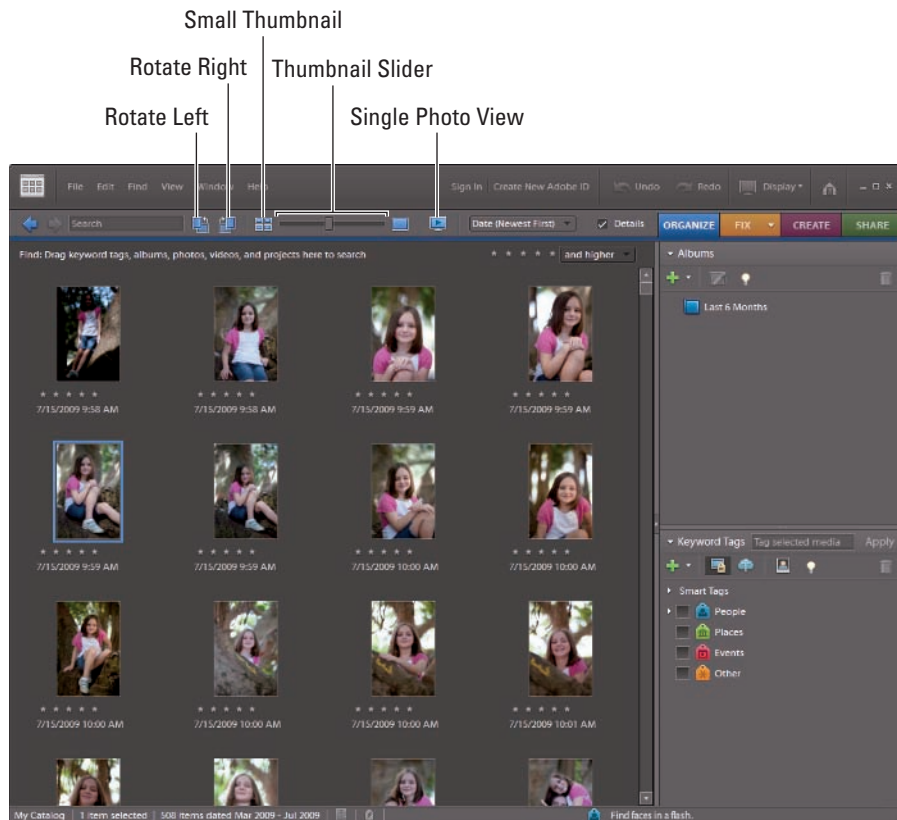 Small Thumbnail
Rotate Right
Thumbnail Slider
Rotate Left
Single Photo View
File Edit Find View Window Help
Sign In Create New Adobe ID Undo Redo Display
Search
Date (Newest First)
Details
ORGANIZE FIX CREATE SHARE
Find: Drag keyword tags, albums, photos, videos, and projects here to search
and higher
7/15/2009 9:58 AM 7/15/2009 9:58 AM 7/15/2009 9:59 AM 7/15/2009 9:59 AM
7/15/2009 9:59 AM 7/15/2009 9:59 AM 7/15/2009 10:00 AM 7/15/2009 10:00 AM
7/15/2009 10:00 AM 7/15/2009 10:00 AM 7/15/2009 10:00 AM 7/15/2009 10:01 AM
Albums
Last 6 Months
Keyword Tags Tag selected media Apply
Smart Tags
People
Places
Events
Other
My Catalog 1 item selected 508 items dated Mar 2009 - Jul 2009 Find faces in a flash.